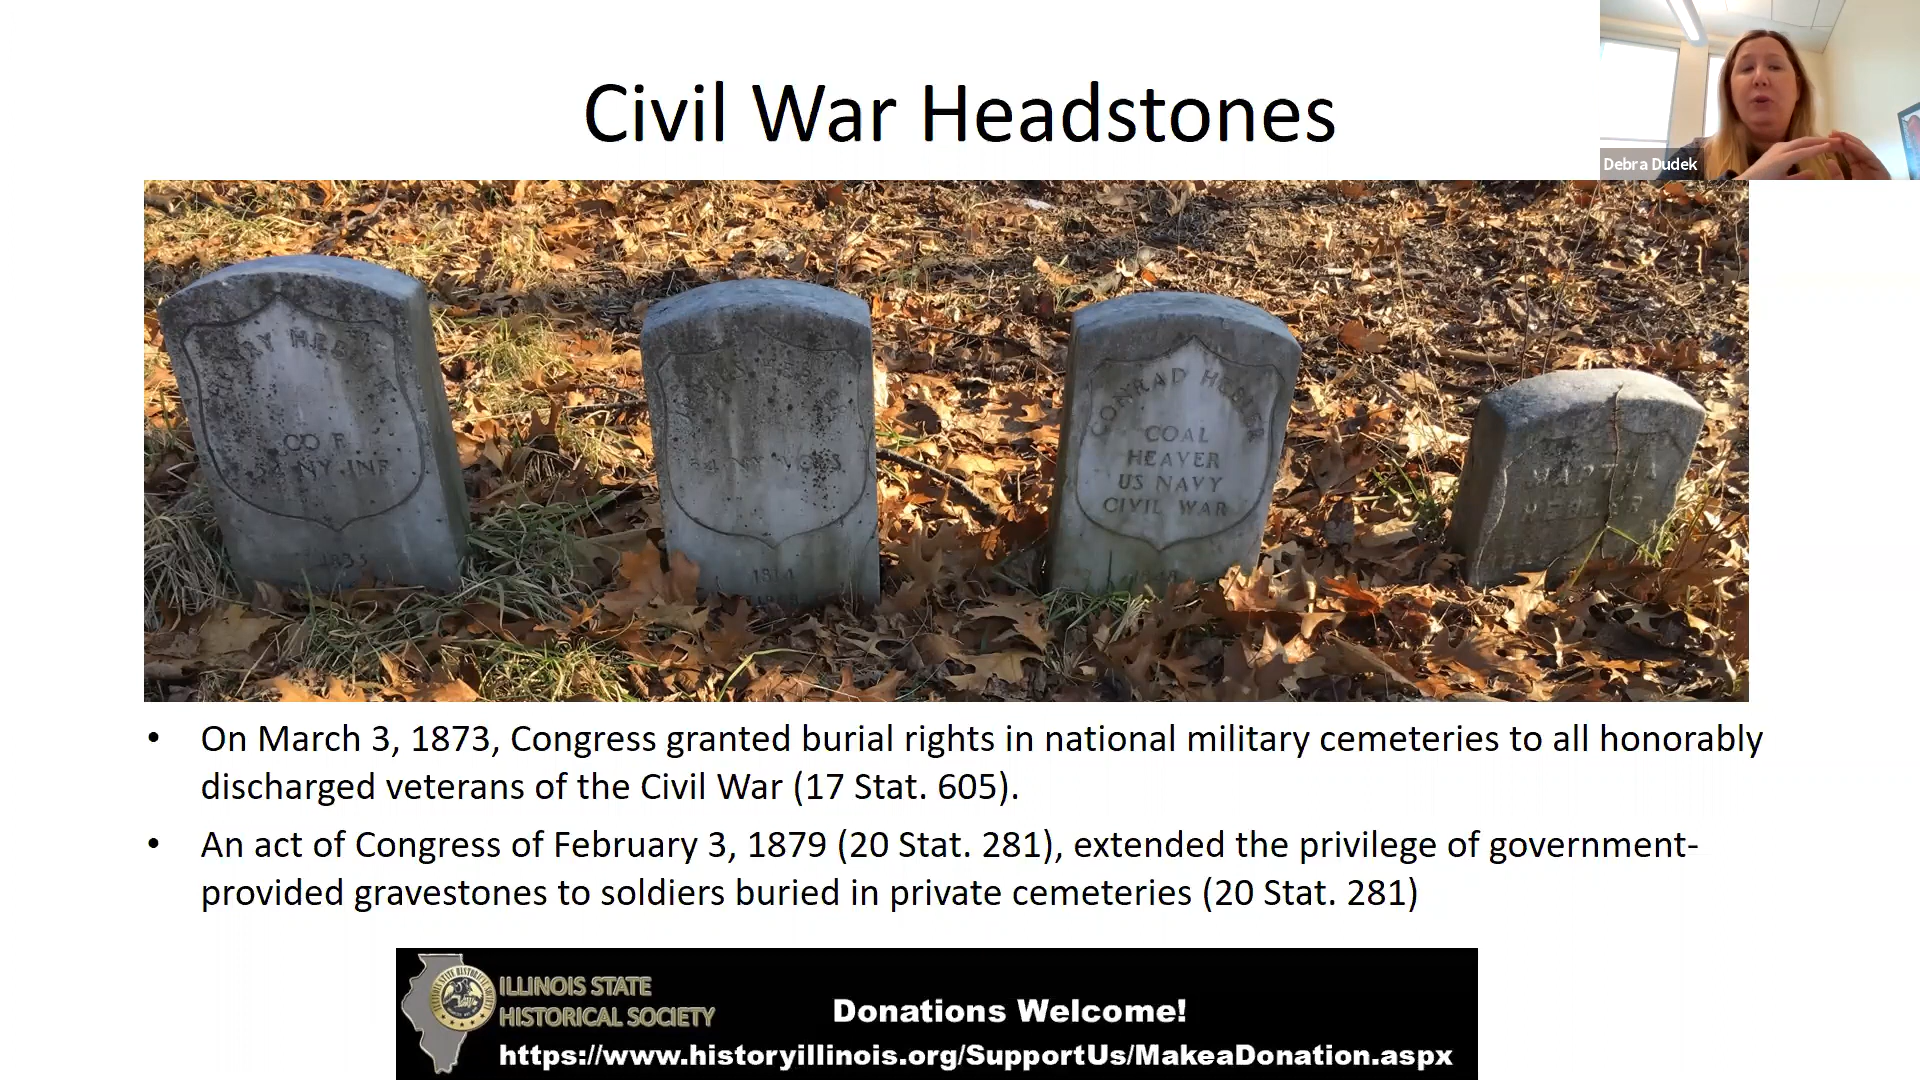 Civil War Headstones
Debra Dudek
CO F
NY INF
1835
NY VOLS
CONRAD HEBLER
COAL
HEAVER
US NAVY
CIVIL WAR
• On March 3, 1873, Congress granted burial rights in national military cemeteries to all honorably
discharged veterans of the Civil War (17 Stat. 605).
• An act of Congress of February 3, 1879 (20 Stat. 281), extended the privilege of government-
provided gravestones to soldiers buried in private cemeteries (20 Stat. 281)
ILLINOIS STATE
HISTORICAL SOCIETY
Donations Welcome!
https://www.historyillinois.org/SupportUs/MakeaDonation.aspx